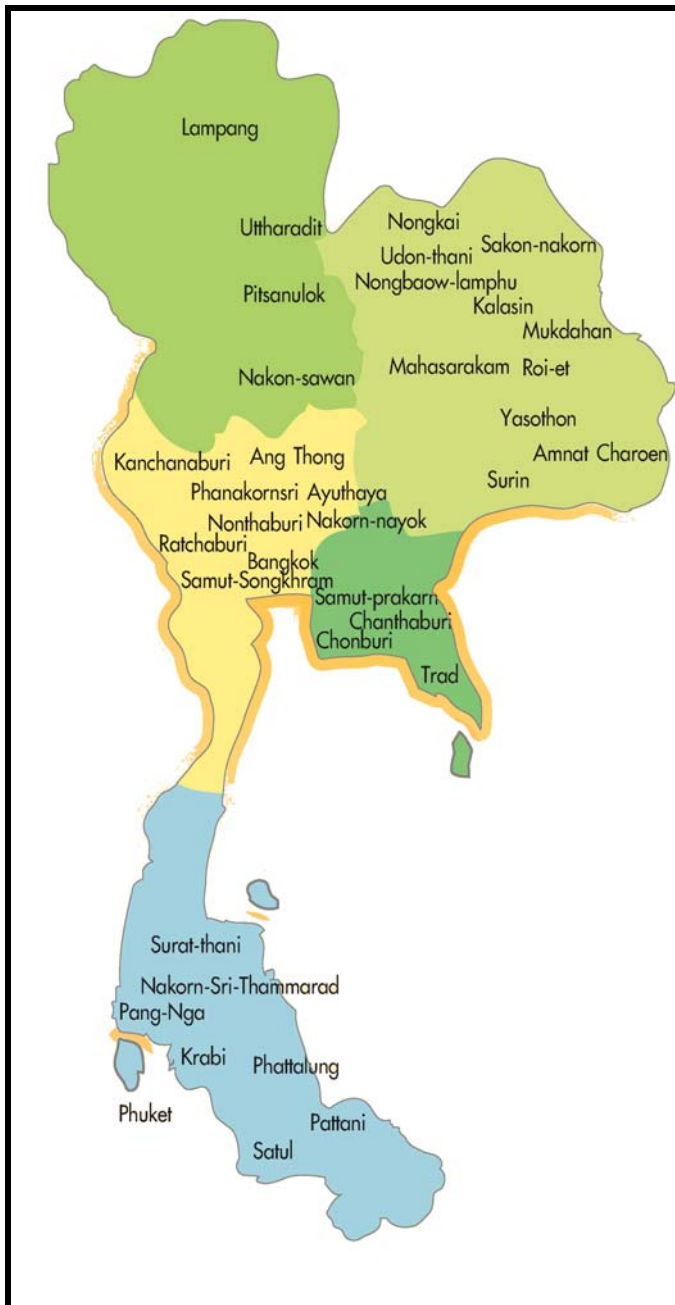 Lampang
Uttharadit
Nongkai
Sakon-nakorn
Udon-thani
Nongbaow-lamphu
Pitsanulok
Kalasin
Mukdahan
Mahasarakam
Roi-et
Nakon-sawan
Yasothon
Amnat Charoen
Surin
Kanchanaburi
Ang Thong
Phanakornsri
Ayuthaya
Nonthaburi
Nakorn-nayok
Ratchaburi
Bangkok
Samut-Songkhram
Samut-prakarn
Chanthaburi
Chonburi
Trad
Surat-thani
Nakorn-Sri-Thammarad
Pang-Nga
Krabi
Phattalung
Phuket
Pattani
Satul